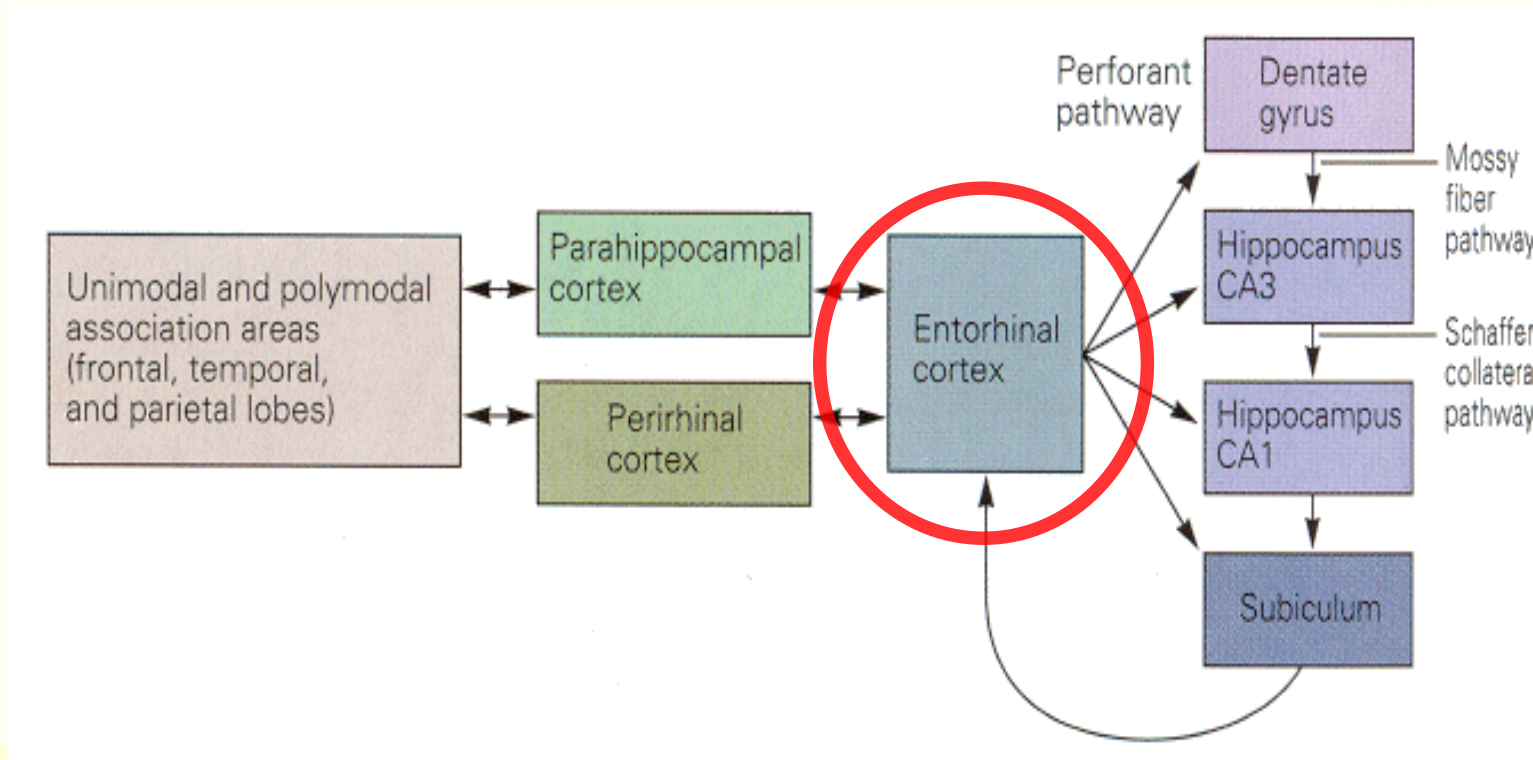 Unimodal and polymodal
association areas
(frontal, temporal,
and parietal lobes)
Parahippocampal
cortex
Perirhinal
cortex
Entorhinal
cortex
Perforant
pathway
Dentate
gyrus
Mossy
fiber
pathway
Hippocampus
CA3
Schaffer
collatera
pathway
Hippocampus
CA1
Subiculum